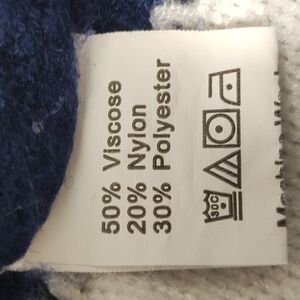 50% Viscose
20% Nylon
30% Polyester
30C